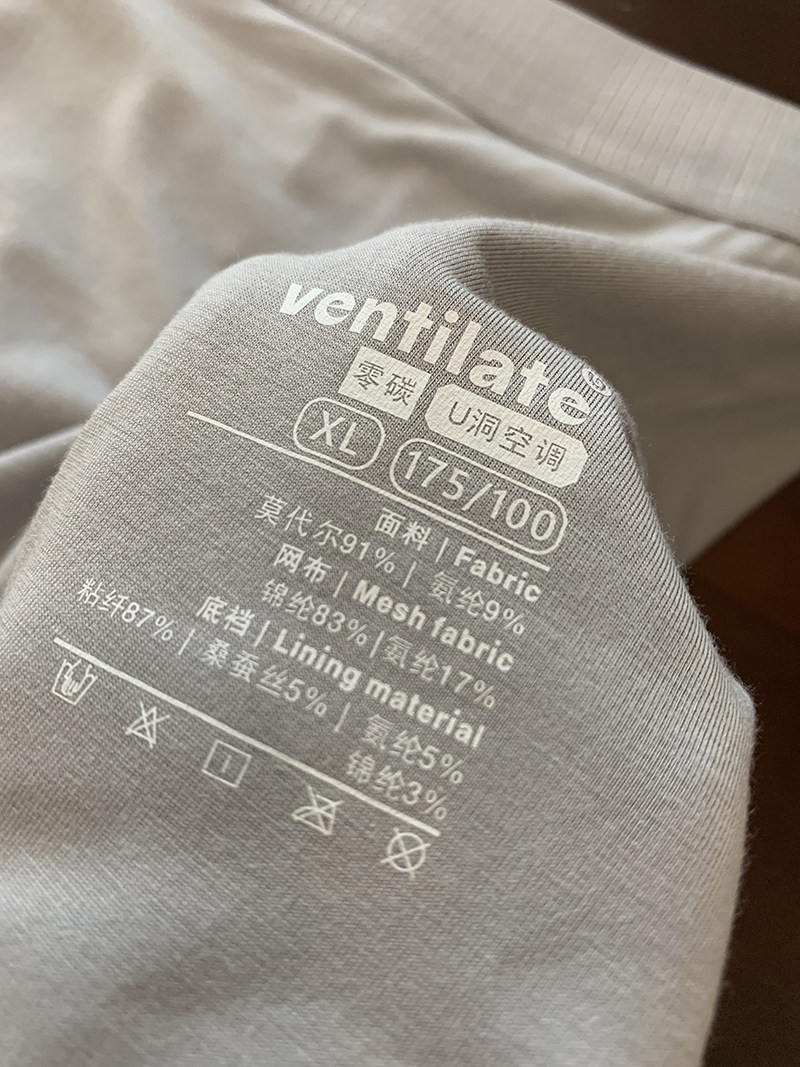 ventilate®
零碳 U洞空调
XL 175/100
面料 | Fabric
莫代尔91% | 氨纶9%
网布 | Mesh fabric
锦纶83% | 氨纶17%
底裆 | Lining material
粘纤87% | 桑蚕丝5% | 氨纶5%
锦纶3%